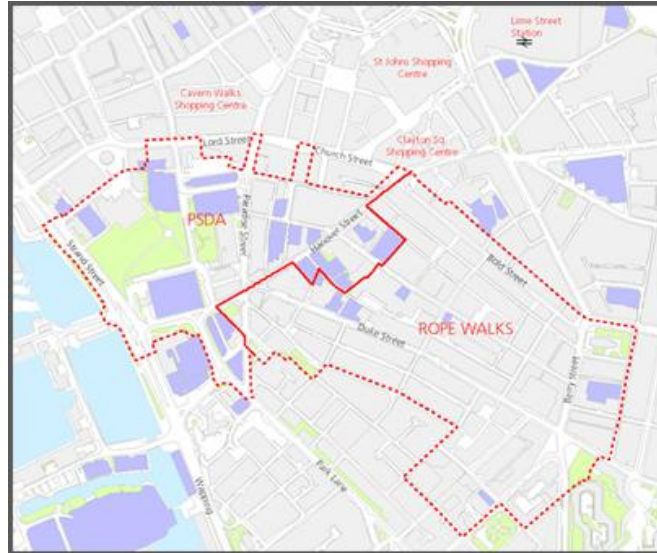 Lime Street
Station
St Johns Shopping
Centre
Cavern Walks
Shopping Centre
Lord Street
Church Street
Clayton Sq
Shopping Centre
Paradise Street
PSDA
Hanover Street
Strand Street
Bold Street
Duke Street
ROPE WALKS
Berry Street
Park Lane
Wapping